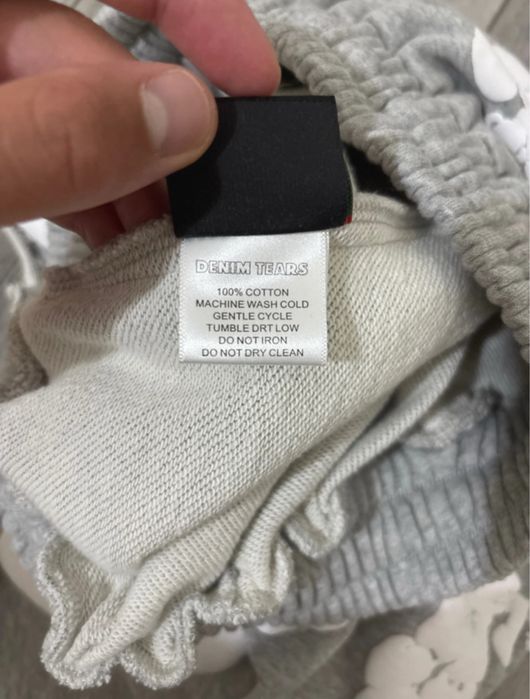 DENIM TEARS
100% COTTON
MACHINE WASH COLD
GENTLE CYCLE
TUMBLE DRT LOW
DO NOT IRON
DO NOT DRY CLEAN